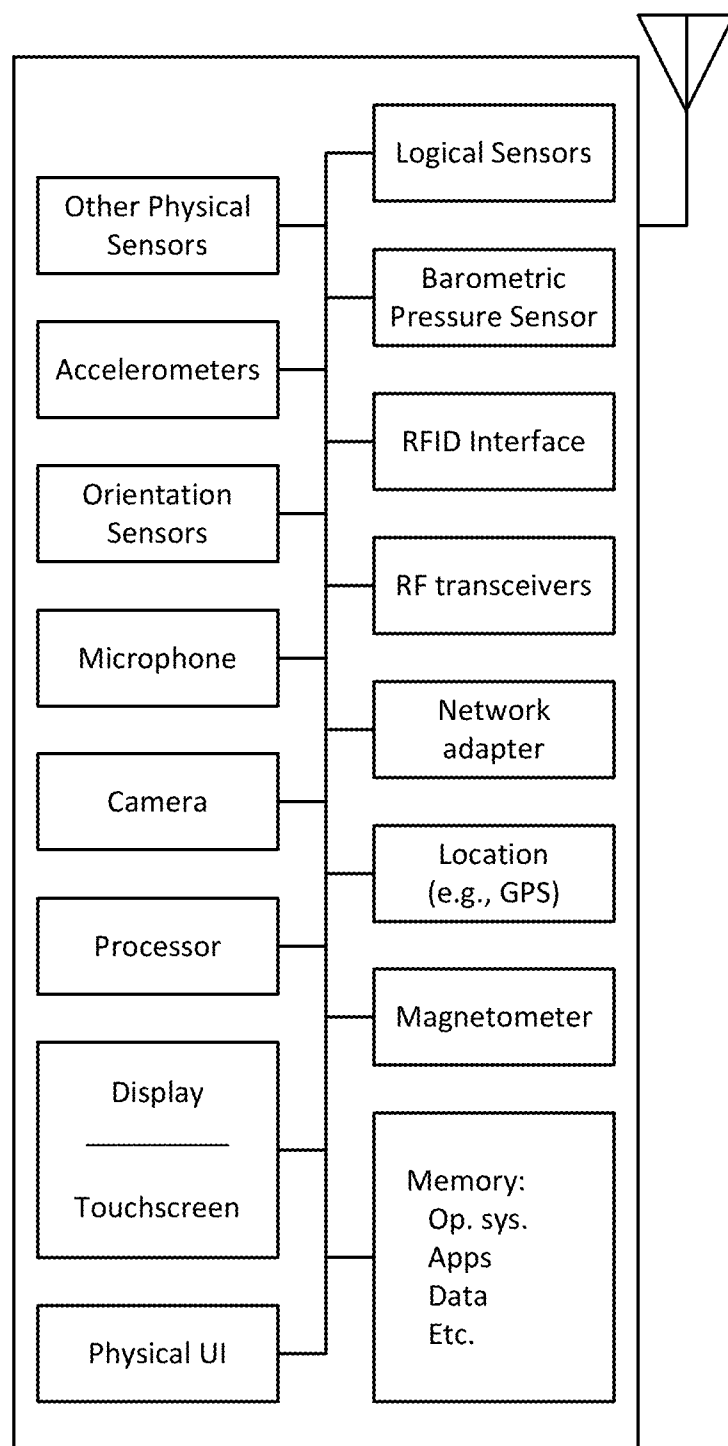 Logical Sensors
Other Physical
Sensors
Barometric
Pressure Sensor
Accelerometers
RFID Interface
Orientation
Sensors
RF transceivers
Microphone
Network
adapter
Camera
Location
(e.g., GPS)
Processor
Magnetometer
Display
Touchscreen
Memory:
Op. sys.
Apps
Data
Etc.
Physical UI